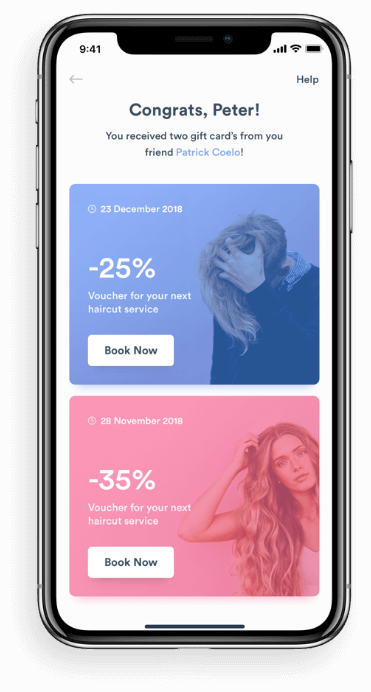 9:41
Help
Congrats, Peter!
You received two gift card's from you
friend Patrick Coelo!
23 December 2018
-25%
Voucher for your next
haircut service
Book Now
28 November 2018
-35%
Voucher for your next
haircut service
Book Now